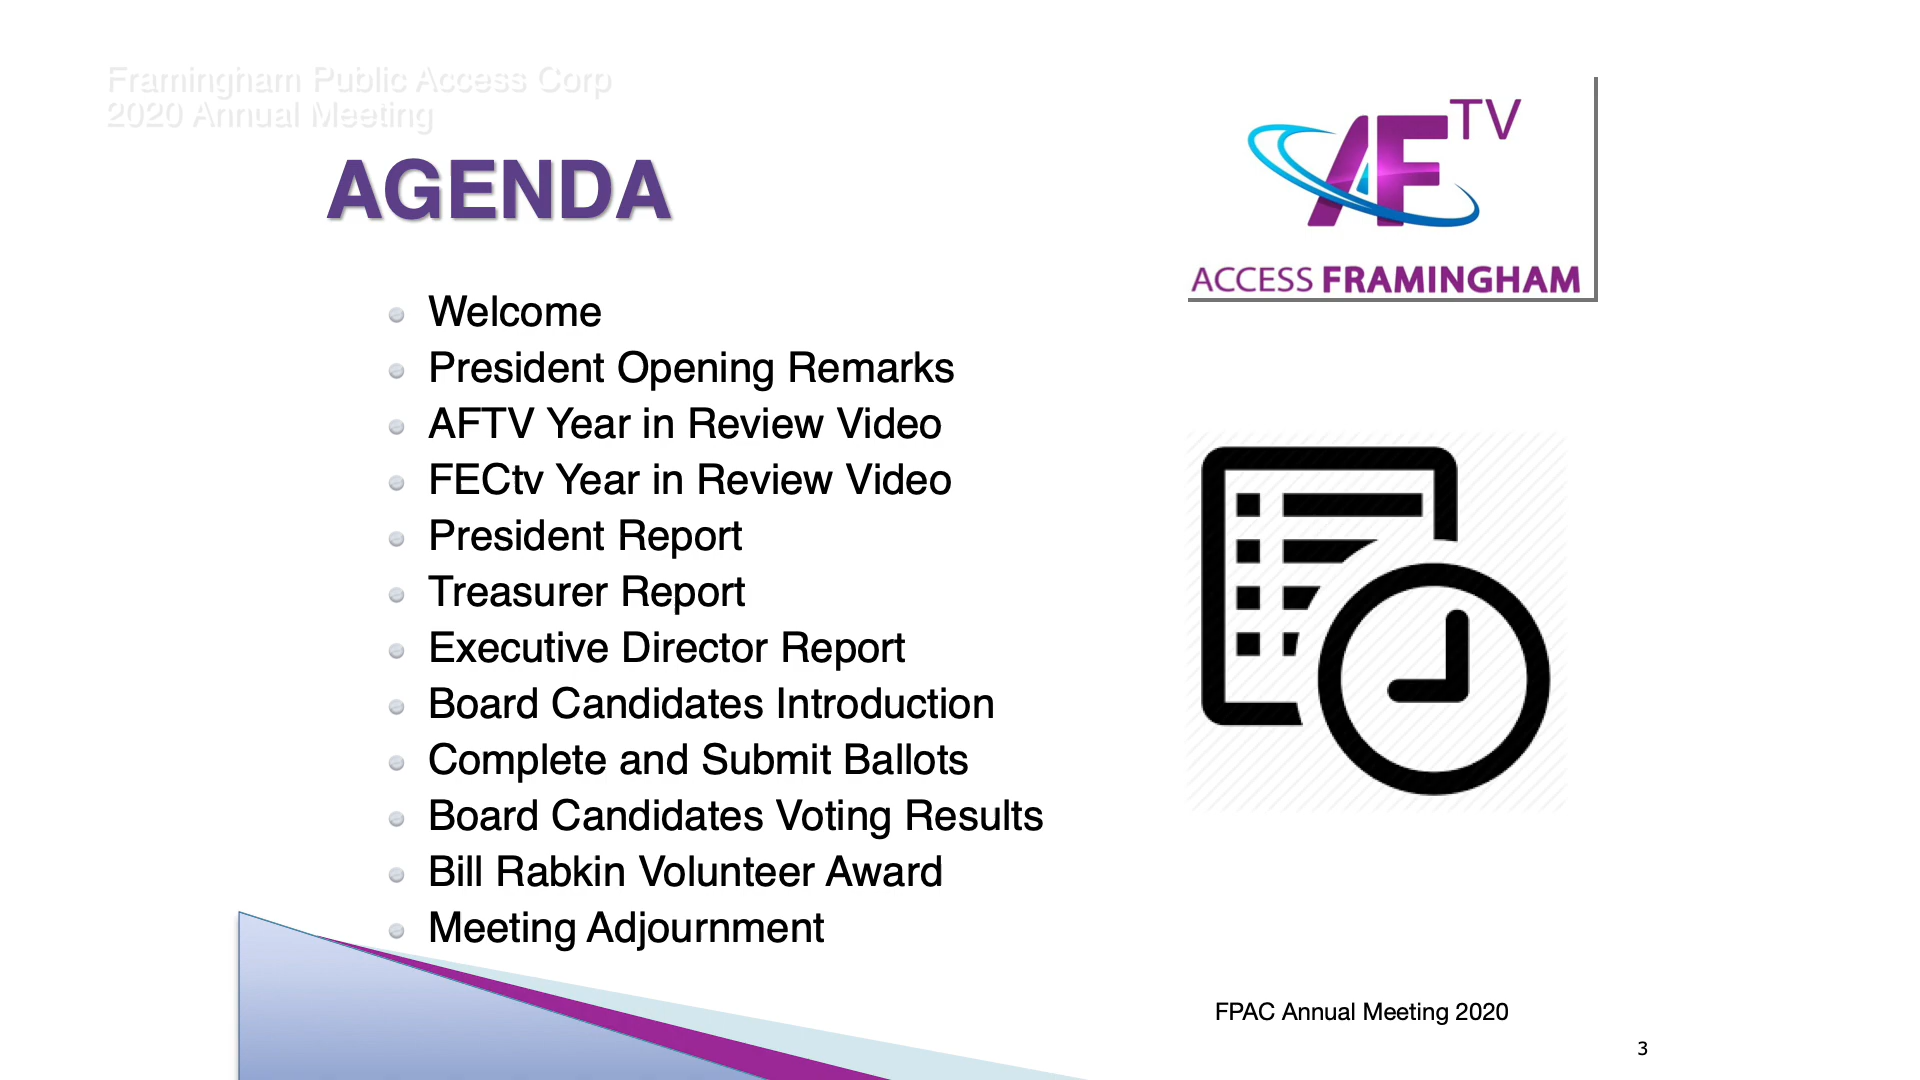 Framingham Public Access Corp
2020 Annual Meeting
AGENDA
AF TV
ACCESS FRAMINGHAM
Welcome
President Opening Remarks
AFTV Year in Review Video
FECtv Year in Review Video
President Report
Treasurer Report
Executive Director Report
Board Candidates Introduction
Complete and Submit Ballots
Board Candidates Voting Results
Bill Rabkin Volunteer Award
Meeting Adjournment
FPAC Annual Meeting 2020
3